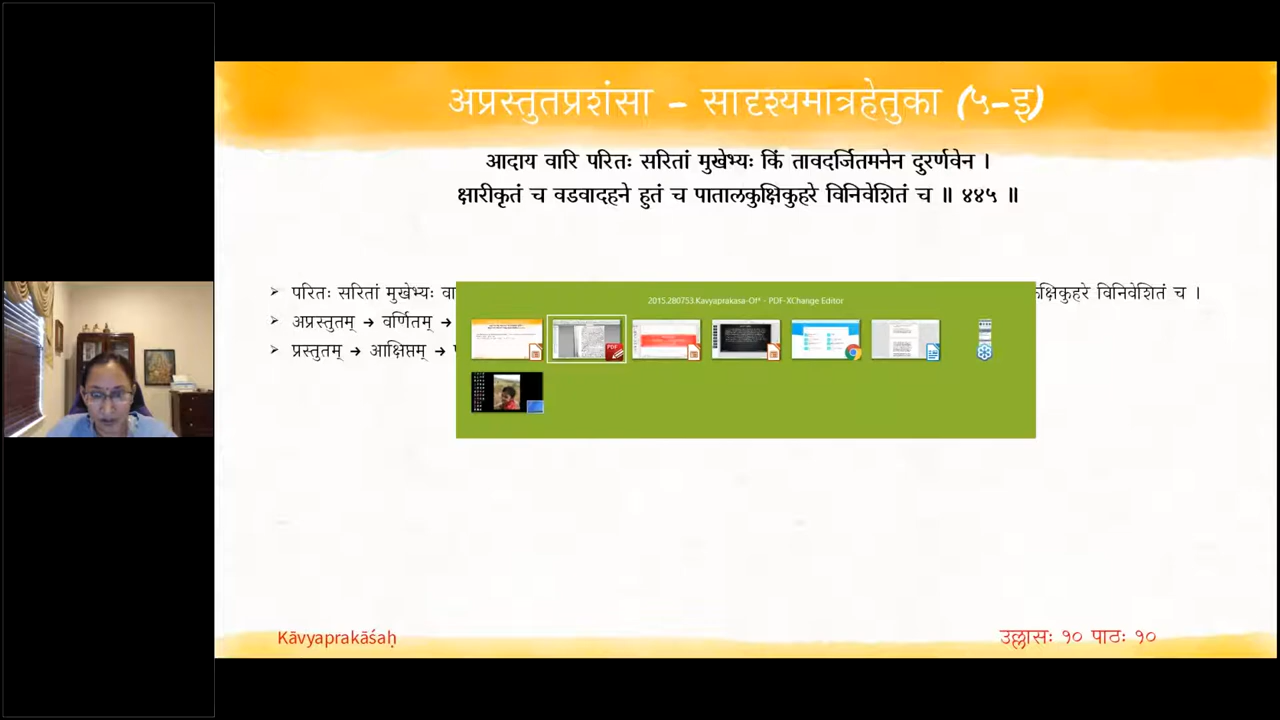 अप्रस्तुतप्रशंसा - सादृश्यमात्रहेतुका (५-इ)
आदाय वारि परितः सरितां मुखेभ्यः किं तावदर्जितमनेन दुरर्णवेन ।
क्षारीकृतं च वडवादहने हुतं च पातालकुक्षिकुहरे विनिवेशितं च ॥ ४४५ ॥
➢ परितः सरितां मुखेभ्यः कुहरे विनिवेशितं च ।
➢ अप्रस्तुतम् → वर्णितम् →
➢ प्रस्तुतम् → आक्षिप्तम् →
2015.280753.Kavyaprakasa-Of* - PDF-XChange Editor
PDF
Kāvyaprakāśaḥ
उल्लासः १० पाठः १०